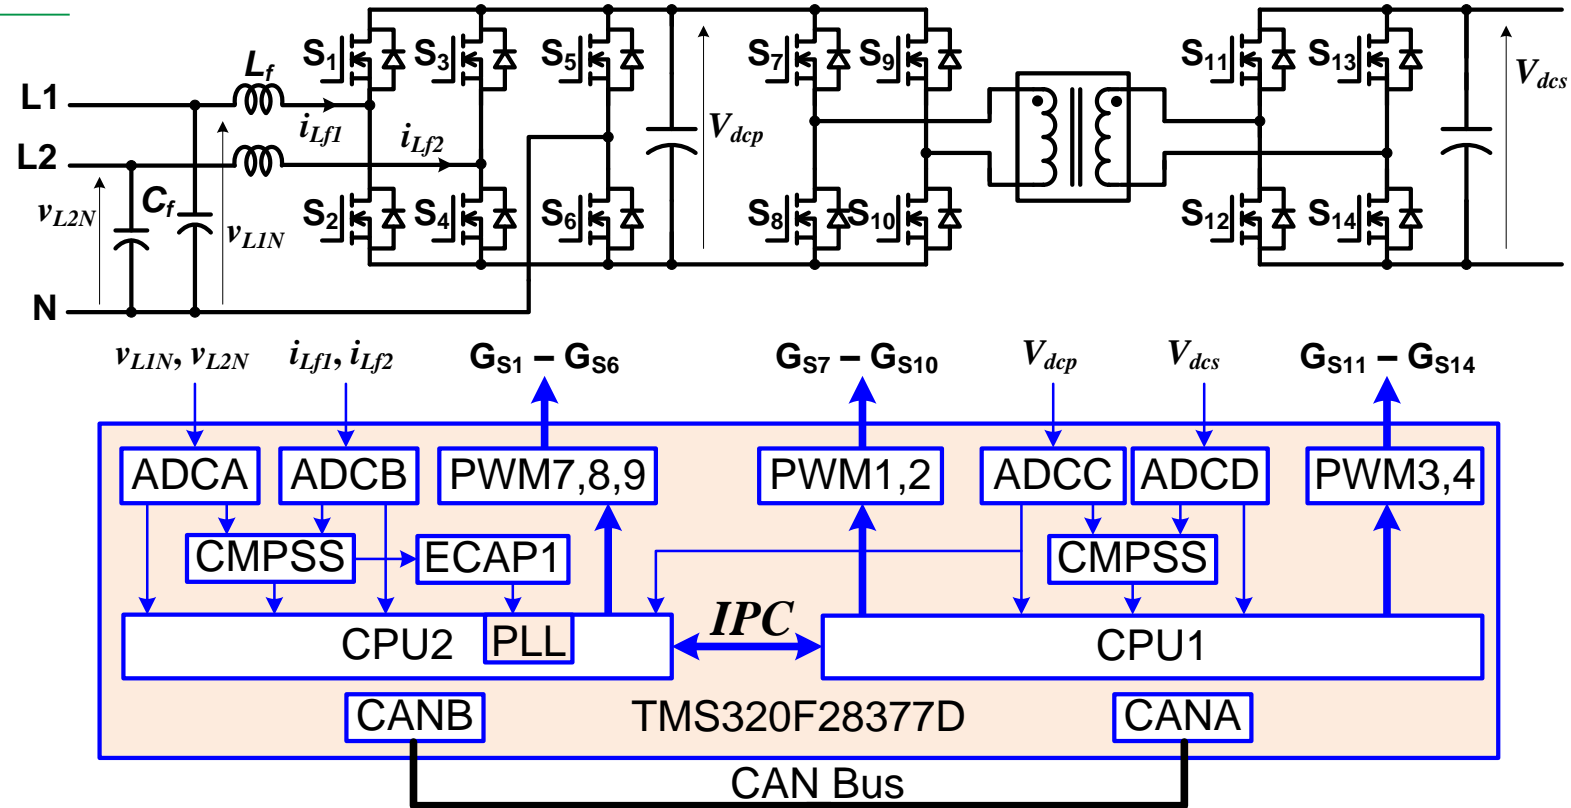 S1 S3 S5 S7 S9 S11 S13
Lf
L1
iLf1 iLf2 Vdcp Vdcs
L2
Cf
vL2N vL1N
S2 S4 S6 S8 S10 S12 S14
N
vL1N, vL2N iLf1, iLf2 GS1 – GS6 GS7 – GS10 Vdcp Vdcs GS11 – GS14
ADCA ADCB PWM7,8,9 PWM1,2 ADCC ADCD PWM3,4
CMPSS ECAP1 CMPSS
CPU2 PLL IPC CPU1
CANB TMS320F28377D CANA
CAN Bus